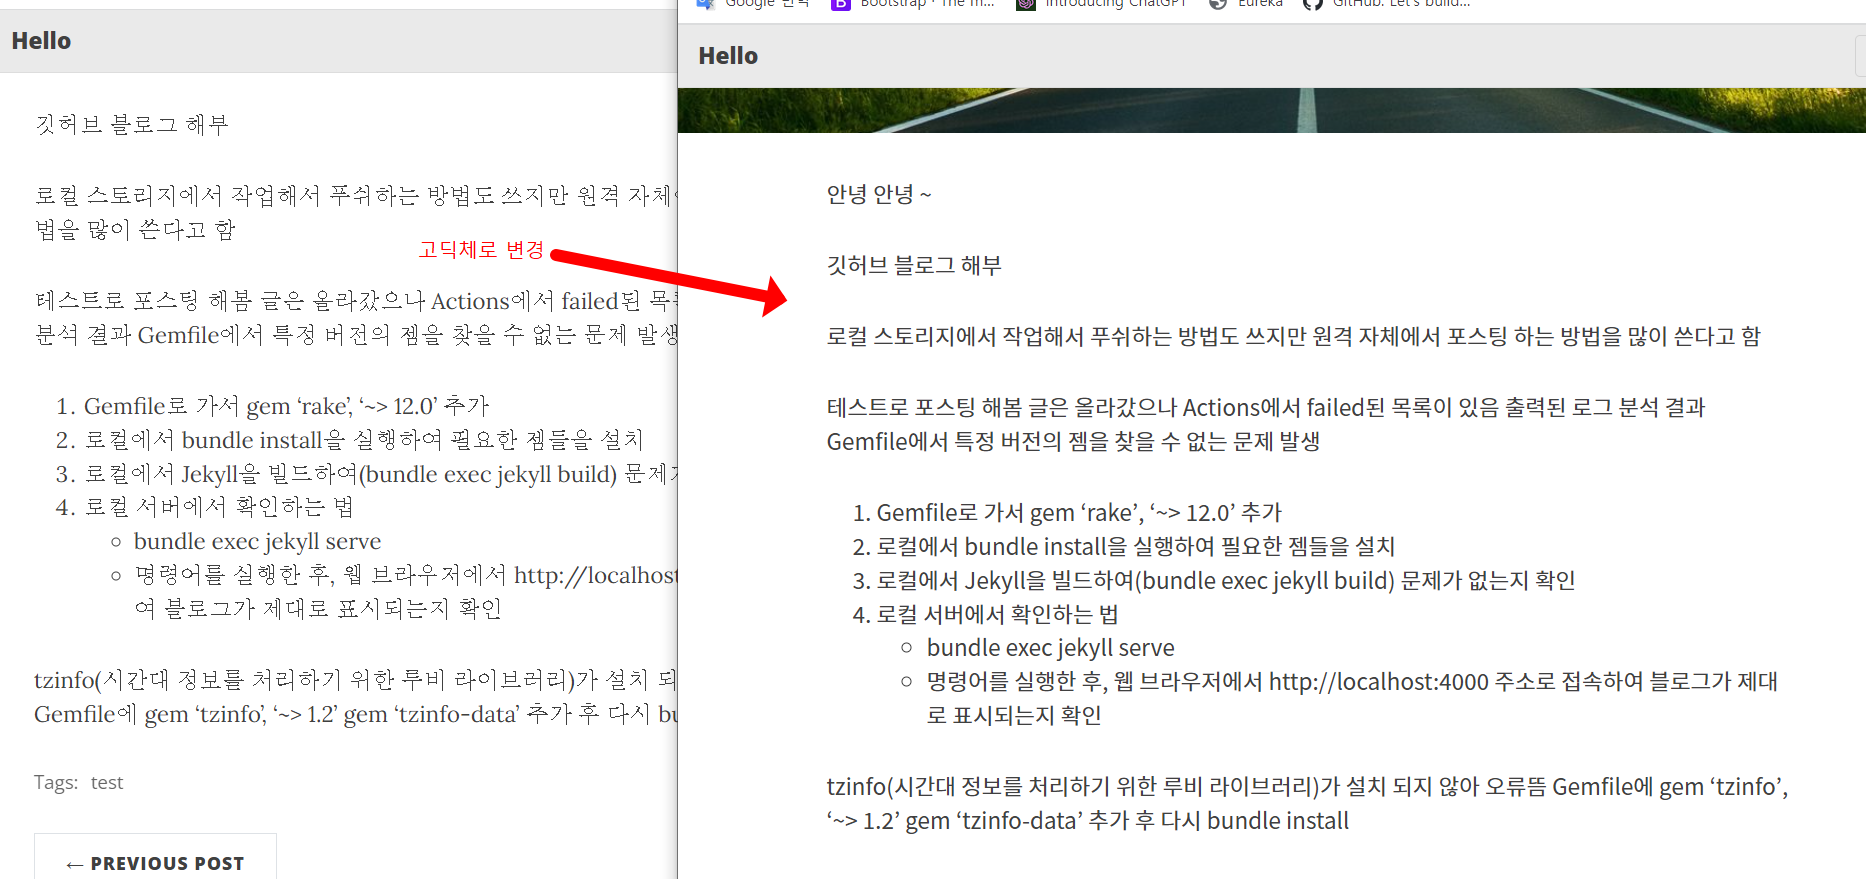 Hello
깃허브 블로그 해부
로컬 스토리지에서 작업해서 푸쉬하는 방법도 쓰지만 원격 자체
법을 많이 쓴다고 함
고딕체로 변경
테스트로 포스팅 해봄 글은 올라갔으나 Actions에서 failed된 목
분석 결과 Gemfile에서 특정 버전의 젬을 찾을 수 없는 문제 발생
1. Gemfile로 가서 gem ‘rake’, ‘~> 12.0’ 추가
2. 로컬에서 bundle install을 실행하여 필요한 젬들을 설치
3. 로컬에서 Jekyll을 빌드하여(bundle exec jekyll build) 문제
4. 로컬 서버에서 확인하는 법
○ bundle exec jekyll serve
○ 명령어를 실행한 후, 웹 브라우저에서 http://localhost
여 블로그가 제대로 표시되는지 확인
tzinfo(시간대 정보를 처리하기 위한 루비 라이브러리)가 설치 되
Gemfile에 gem ‘tzinfo’, ‘~> 1.2’ gem ‘tzinfo-data’ 추가 후 다시 bu
Tags: test
← PREVIOUS POST
Google 번역
Bootstrap · The m...
Introducing ChatGPT
Eureka
GitHub: Let's build...
Hello
안녕 안녕 ~
깃허브 블로그 해부
로컬 스토리지에서 작업해서 푸쉬하는 방법도 쓰지만 원격 자체에서 포스팅 하는 방법을 많이 쓴다고 함
테스트로 포스팅 해봄 글은 올라갔으나 Actions에서 failed된 목록이 있음 출력된 로그 분석 결과
Gemfile에서 특정 버전의 젬을 찾을 수 없는 문제 발생
1. Gemfile로 가서 gem ‘rake’, ‘~> 12.0’ 추가
2. 로컬에서 bundle install을 실행하여 필요한 젬들을 설치
3. 로컬에서 Jekyll을 빌드하여(bundle exec jekyll build) 문제가 없는지 확인
4. 로컬 서버에서 확인하는 법
○ bundle exec jekyll serve
○ 명령어를 실행한 후, 웹 브라우저에서 http://localhost:4000 주소로 접속하여 블로그가 제대
로 표시되는지 확인
tzinfo(시간대 정보를 처리하기 위한 루비 라이브러리)가 설치 되지 않아 오류뜸 Gemfile에 gem ‘tzinfo’,
‘~> 1.2’ gem ‘tzinfo-data’ 추가 후 다시 bundle install